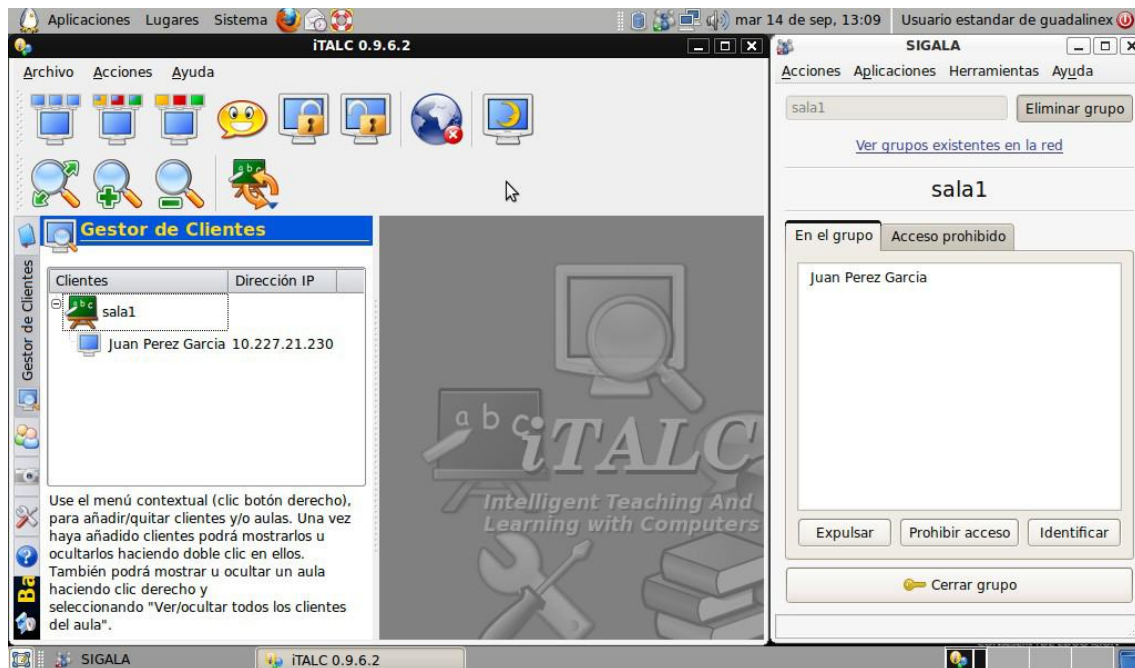 Aplicaciones Lugares Sistema
mar 14 de sep, 13:09 Usuario estandar de guadalinex
iTALC 0.9.6.2
Archivo Acciones Ayuda
Gestor de Clientes
Gestor de Clientes
Clientes Dirección IP
sala1
Juan Perez Garcia 10.227.21.230
Use el menú contextual (clic botón derecho),
para añadir/quitar clientes y/o aulas. Una vez
haya añadido clientes podrá mostrarlos u
ocultarlos haciendo doble clic en ellos.
También podrá mostrar u ocultar un aula
haciendo clic derecho y
seleccionando "Ver/ocultar todos los clientes
del aula".
Ba
abc
iTALC
Intelligent Teaching And
Learning with Computers
SIGALA
Acciones Aplicaciones Herramientas Ayuda
sala1 Eliminar grupo
Ver grupos existentes en la red
sala1
En el grupo Acceso prohibido
Juan Perez Garcia
Expulsar Prohibir acceso Identificar
Cerrar grupo
SIGALA iTALC 0.9.6.2